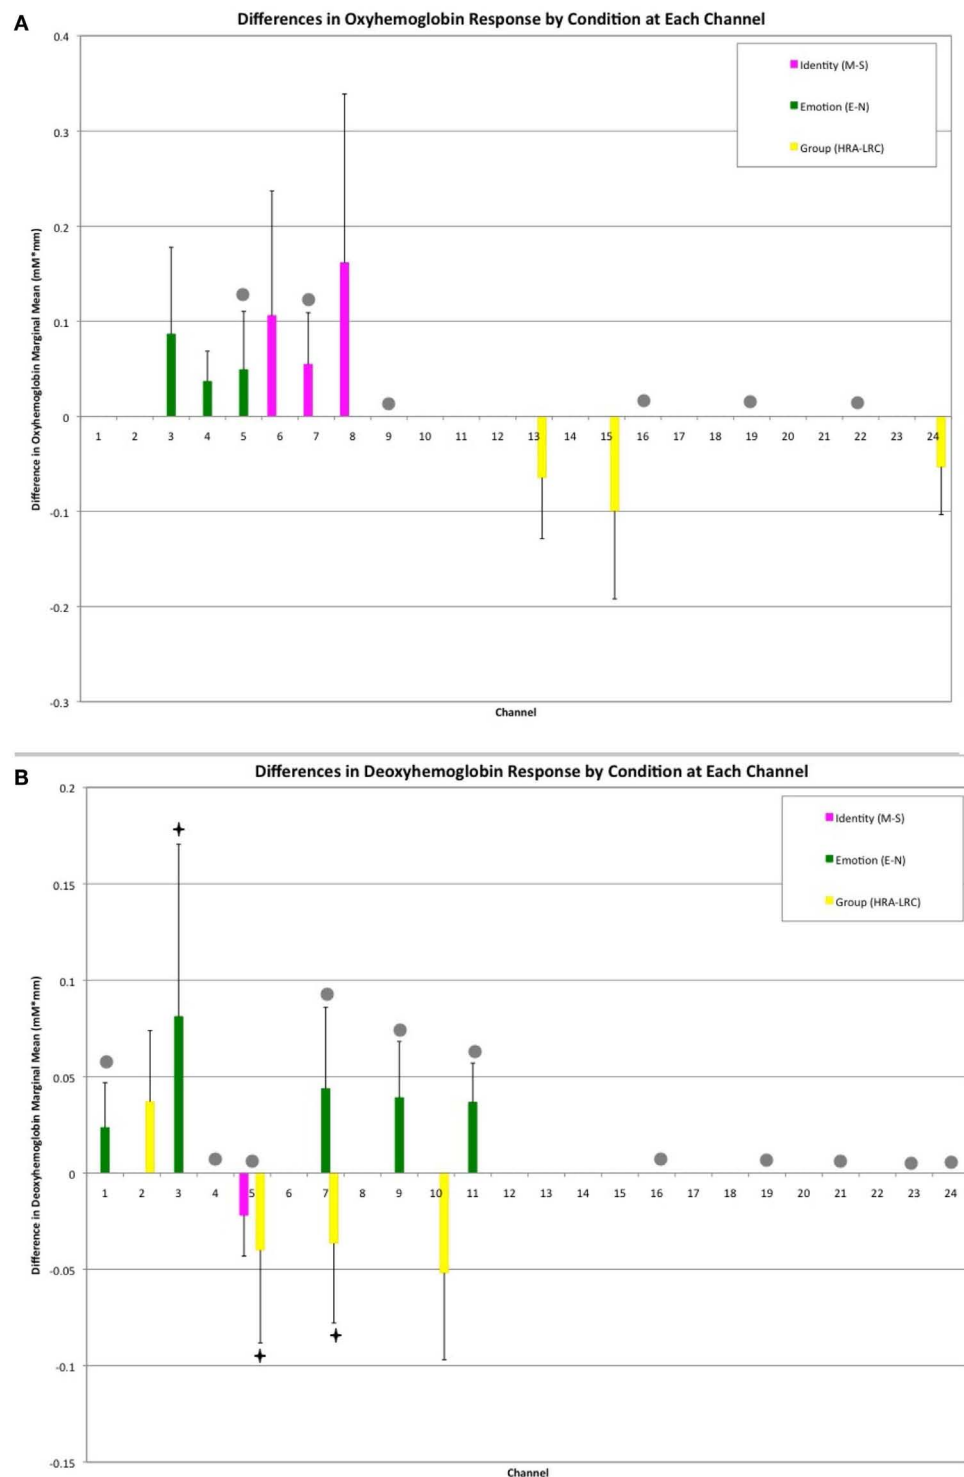 A
Differences in Oxyhemoglobin Response by Condition at Each Channel
Difference in Oxyhemoglobin Marginal Mean (mM*mm)
0.4
0.3
0.2
0.1
0
-0.1
-0.2
-0.3
Identity (M-S)
Emotion (E-N)
Group (HRA-LRC)
1 2 3 4 5 6 7 8 9 10 11 12 13 14 15 16 17 18 19 20 21 22 23 24
Channel
B
Differences in Deoxyhemoglobin Response by Condition at Each Channel
Difference in Deoxyhemoglobin Marginal Mean (mM*mm)
0.2
0.15
0.1
0.05
0
-0.05
-0.1
-0.15
Identity (M-S)
Emotion (E-N)
Group (HRA-LRC)
1 2 3 4 5 6 7 8 9 10 11 12 13 14 15 16 17 18 19 20 21 22 23 24
Channel